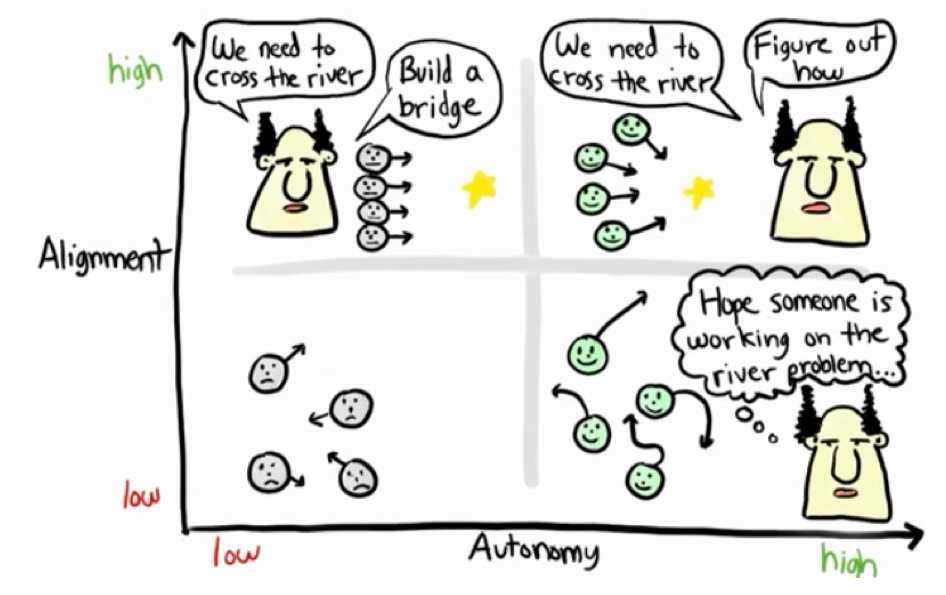 high
We need to
cross the river
Build a
bridge
We need to
cross the river
Figure out
how
Alignment
Hope someone is
working on the
river problem...
low
low
Autonomy
high